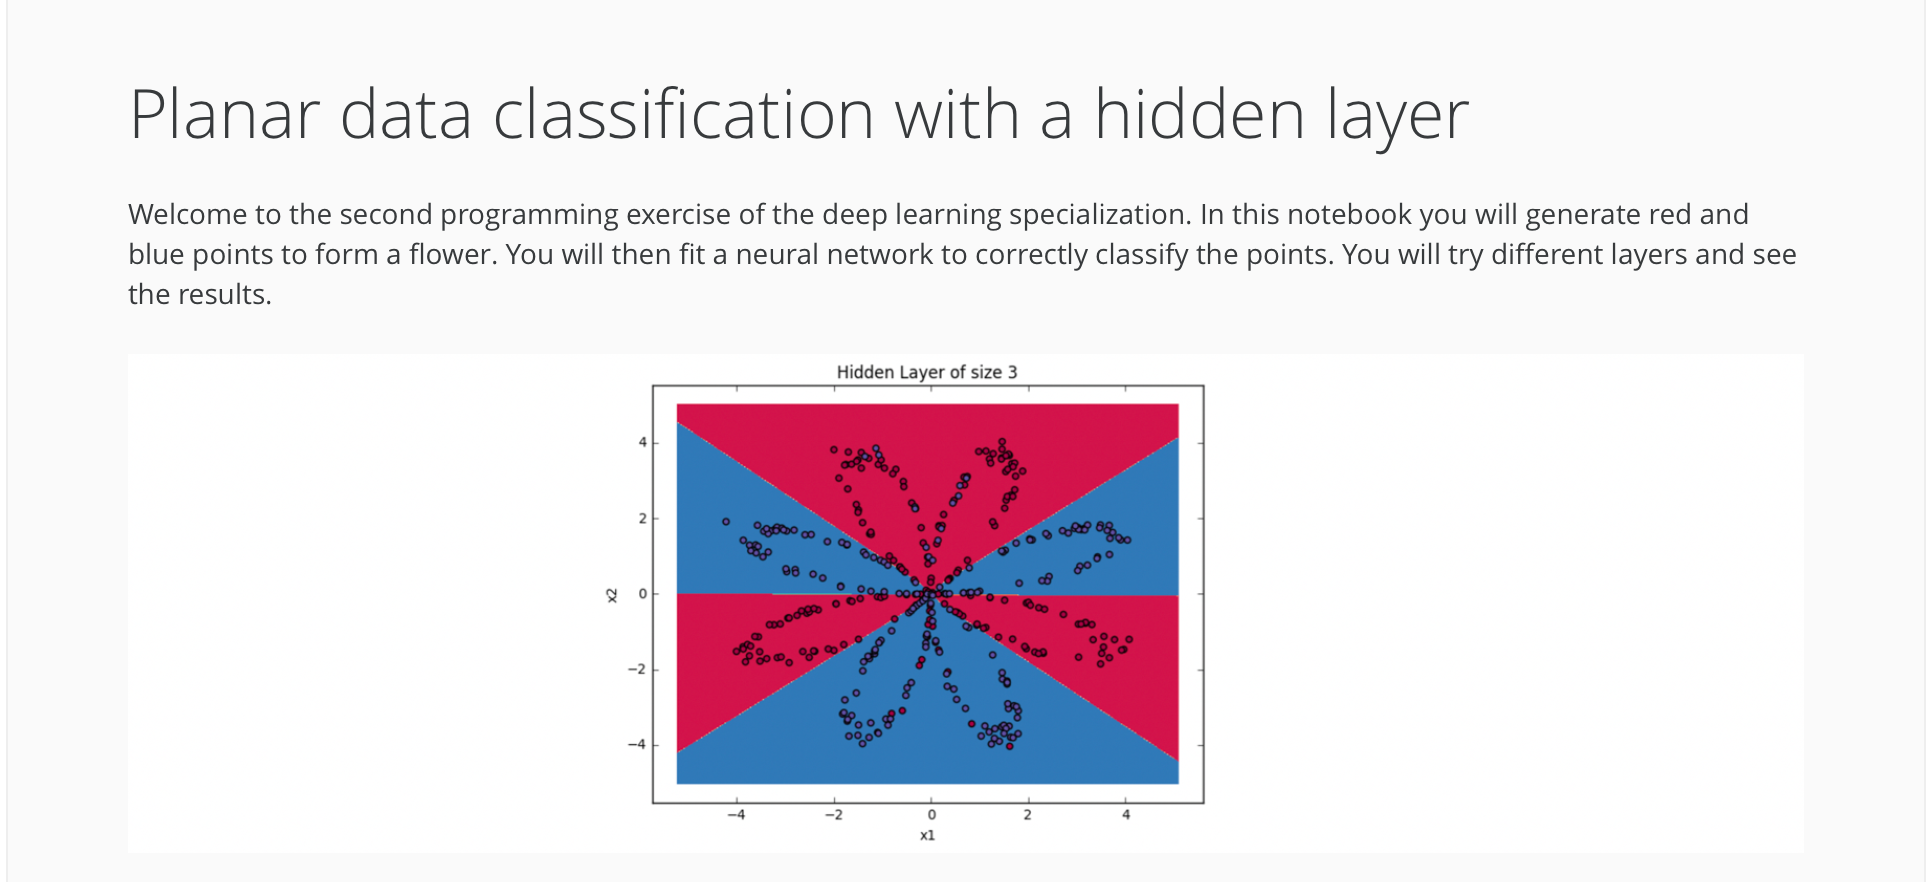 Planar data classification with a hidden layer
Welcome to the second programming exercise of the deep learning specialization. In this notebook you will generate red and
blue points to form a flower. You will then fit a neural network to correctly classify the points. You will try different layers and see
the results.
Hidden Layer of size 3
4
2
0
−2
−4
x2
−4 −2 0 2 4
x1